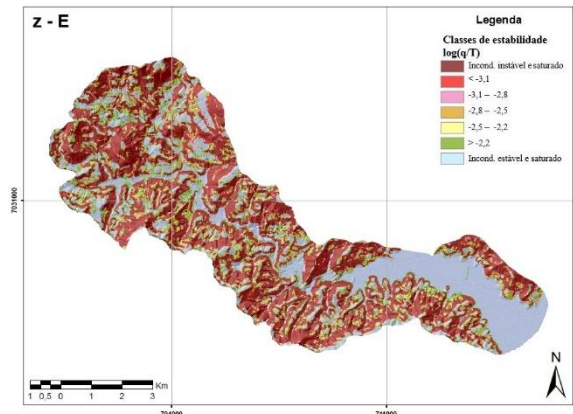 z - E
Legenda
Classes de estabilidade
log(q/T)
Incond. instável e saturado
< -3,1
-3,1 – -2,8
-2,8 – -2,5
-2,5 – -2,2
> -2,2
Incond. estável e saturado
7031000
N
Km
1 0,5 0 1 2 3
704000
711000